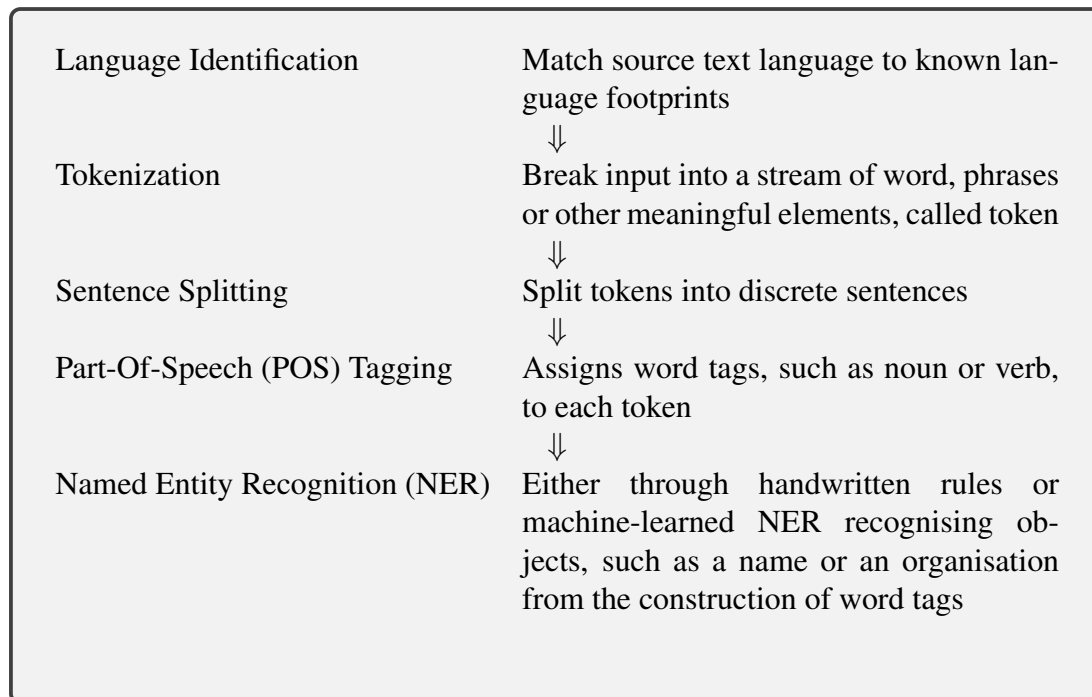 Language Identification Match source text language to known lan-
guage footprints
⇓
Tokenization Break input into a stream of word, phrases
or other meaningful elements, called token
⇓
Sentence Splitting Split tokens into discrete sentences
⇓
Part-Of-Speech (POS) Tagging Assigns word tags, such as noun or verb,
to each token
⇓
Named Entity Recognition (NER) Either through handwritten rules or
machine-learned NER recognising ob-
jects, such as a name or an organisation
from the construction of word tags